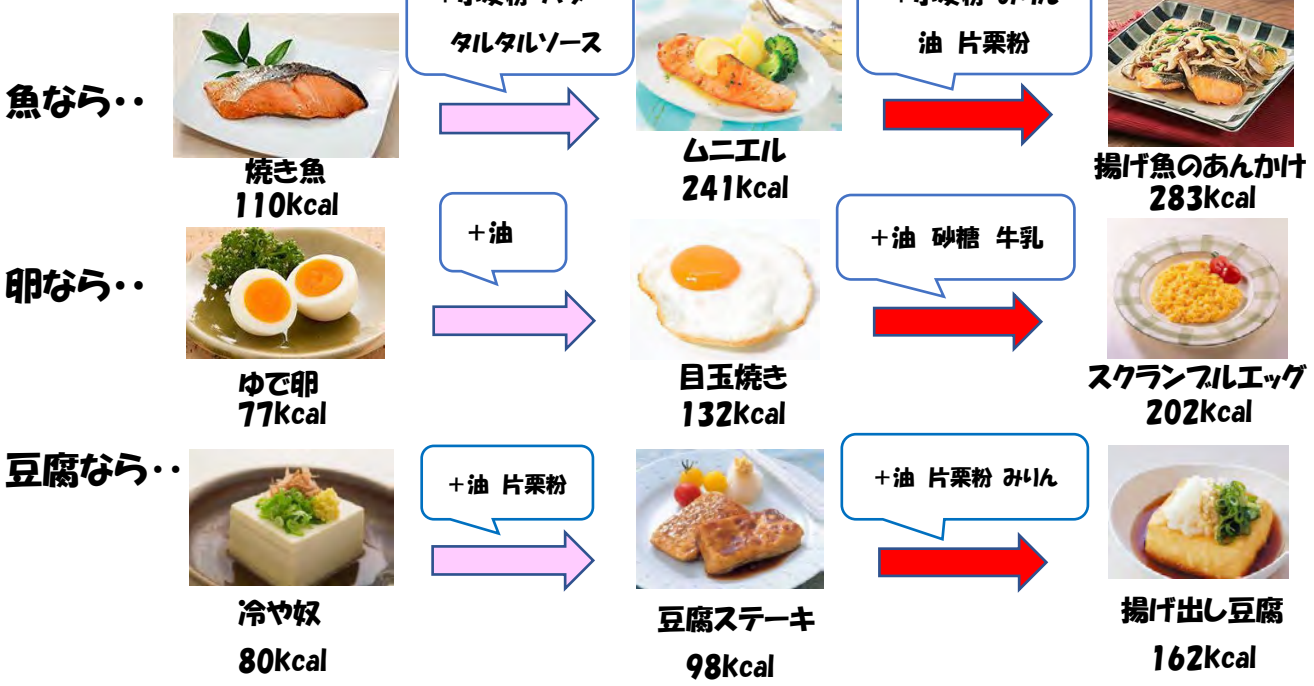 タルタルソース
油 片栗粉
魚なら・・
焼き魚
110kcal
ムニエル
241kcal
揚げ魚のあんかけ
283kcal
+油
+油 砂糖 牛乳
卵なら・・
ゆで卵
77kcal
目玉焼き
132kcal
スクランブルエッグ
202kcal
豆腐なら・・
+油 片栗粉
+油 片栗粉 みりん
冷や奴
80kcal
豆腐ステーキ
98kcal
揚げ出し豆腐
162kcal